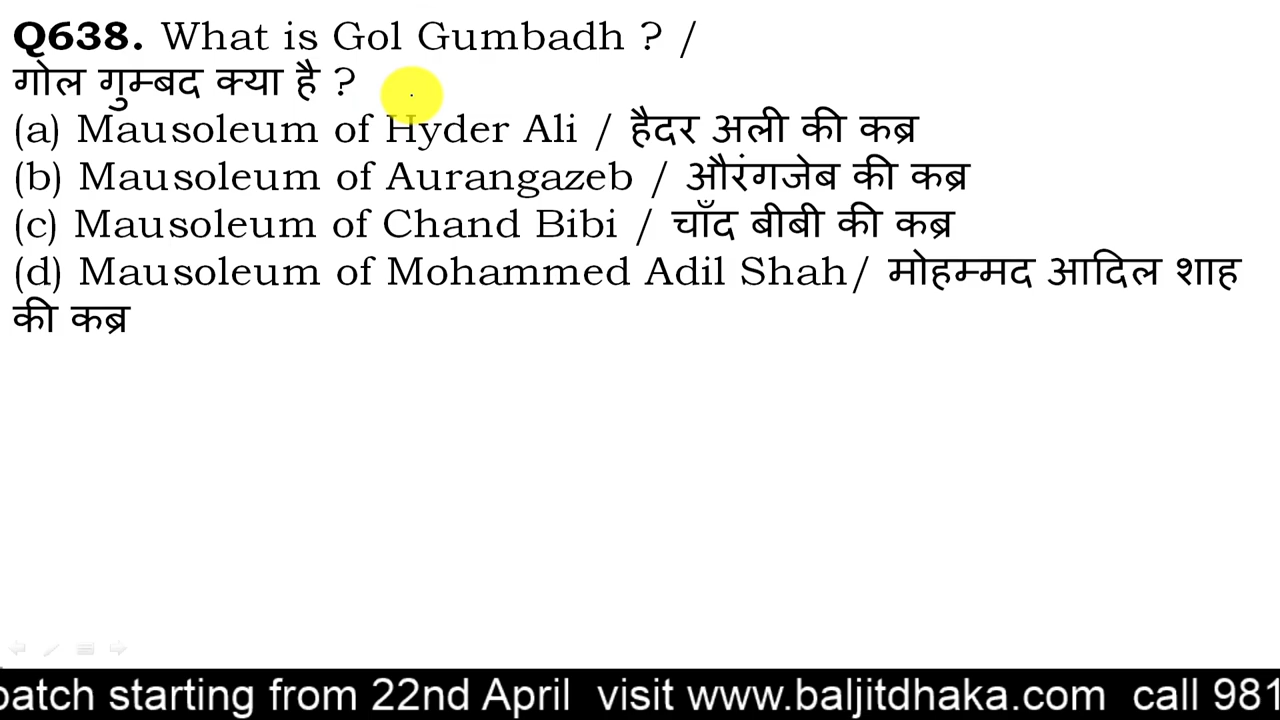 Q638. What is Gol Gumbadh ? /
गोल गुम्बद क्या है ?
(a) Mausoleum of Hyder Ali / हैदर अली की कब्र
(b) Mausoleum of Aurangazeb / औरंगजेब की कब्र
(c) Mausoleum of Chand Bibi / चाँद बीबी की कब्र
(d) Mausoleum of Mohammed Adil Shah/ मोहम्मद आदिल शाह
की कब्र
batch starting from 22nd April visit www.baljitdhaka.com call 981